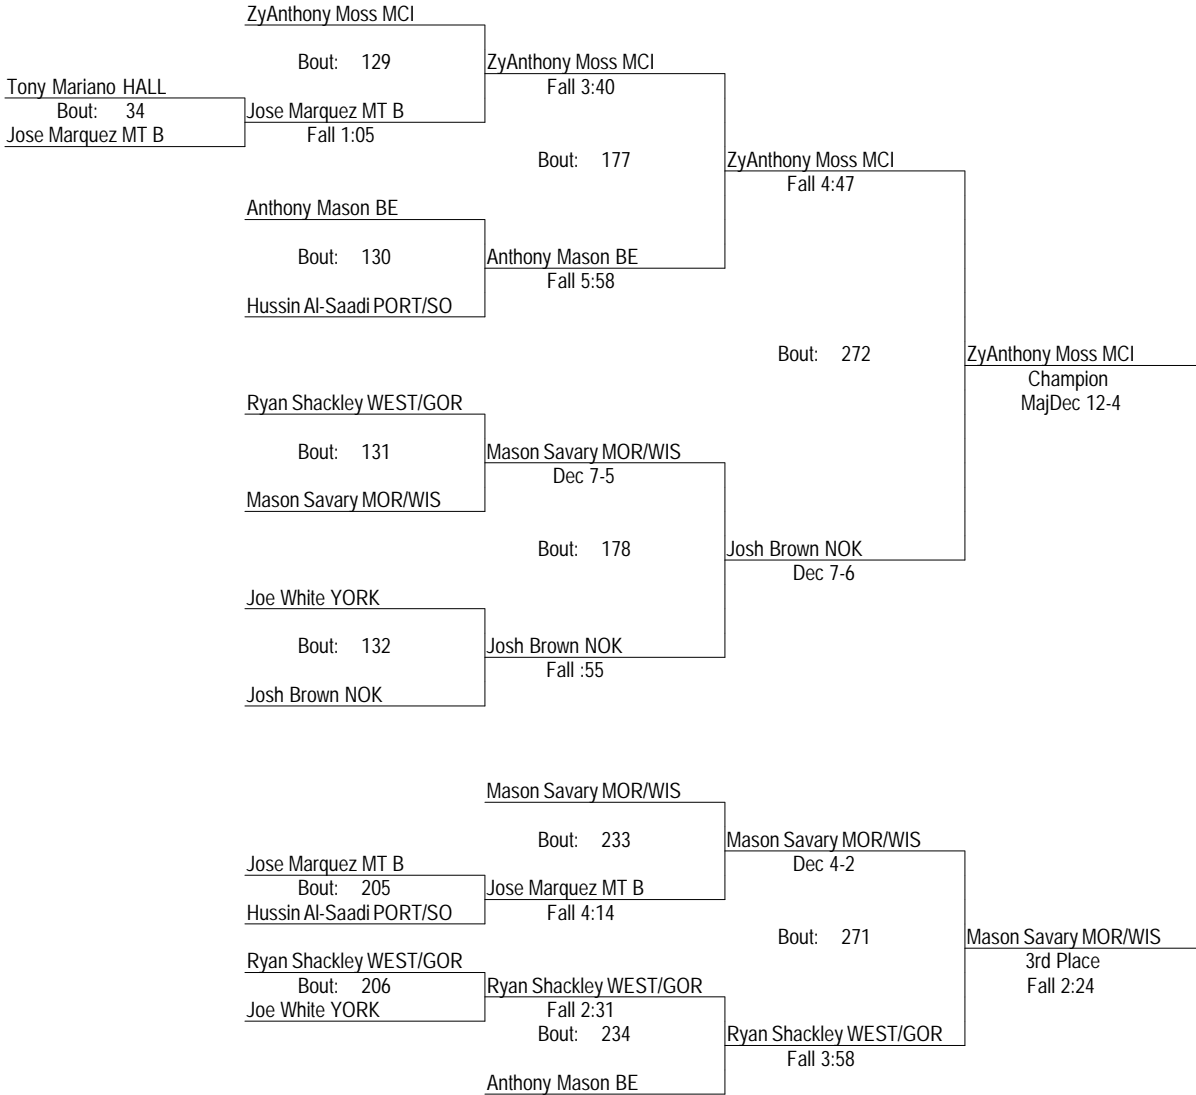 ZyAnthony Moss MCI
Bout: 129
ZyAnthony Moss MCI
Tony Mariano HALL
Fall 3:40
Bout: 34
Jose Marquez MT B
Jose Marquez MT B
Fall 1:05
Bout: 177
ZyAnthony Moss MCI
Fall 4:47
Anthony Mason BE
Bout: 130
Anthony Mason BE
Fall 5:58
Hussin Al-Saadi PORT/SO
Bout: 272
ZyAnthony Moss MCI
Champion
MajDec 12-4
Ryan Shackley WEST/GOR
Bout: 131
Mason Savary MOR/WIS
Dec 7-5
Mason Savary MOR/WIS
Bout: 178
Josh Brown NOK
Dec 7-6
Joe White YORK
Bout: 132
Josh Brown NOK
Fall :55
Josh Brown NOK
Mason Savary MOR/WIS
Bout: 233
Mason Savary MOR/WIS
Dec 4-2
Jose Marquez MT B
Bout: 205
Jose Marquez MT B
Hussin Al-Saadi PORT/SO
Fall 4:14
Bout: 271
Mason Savary MOR/WIS
3rd Place
Fall 2:24
Ryan Shackley WEST/GOR
Bout: 206
Ryan Shackley WEST/GOR
Joe White YORK
Fall 2:31
Bout: 234
Ryan Shackley WEST/GOR
Fall 3:58
Anthony Mason BE